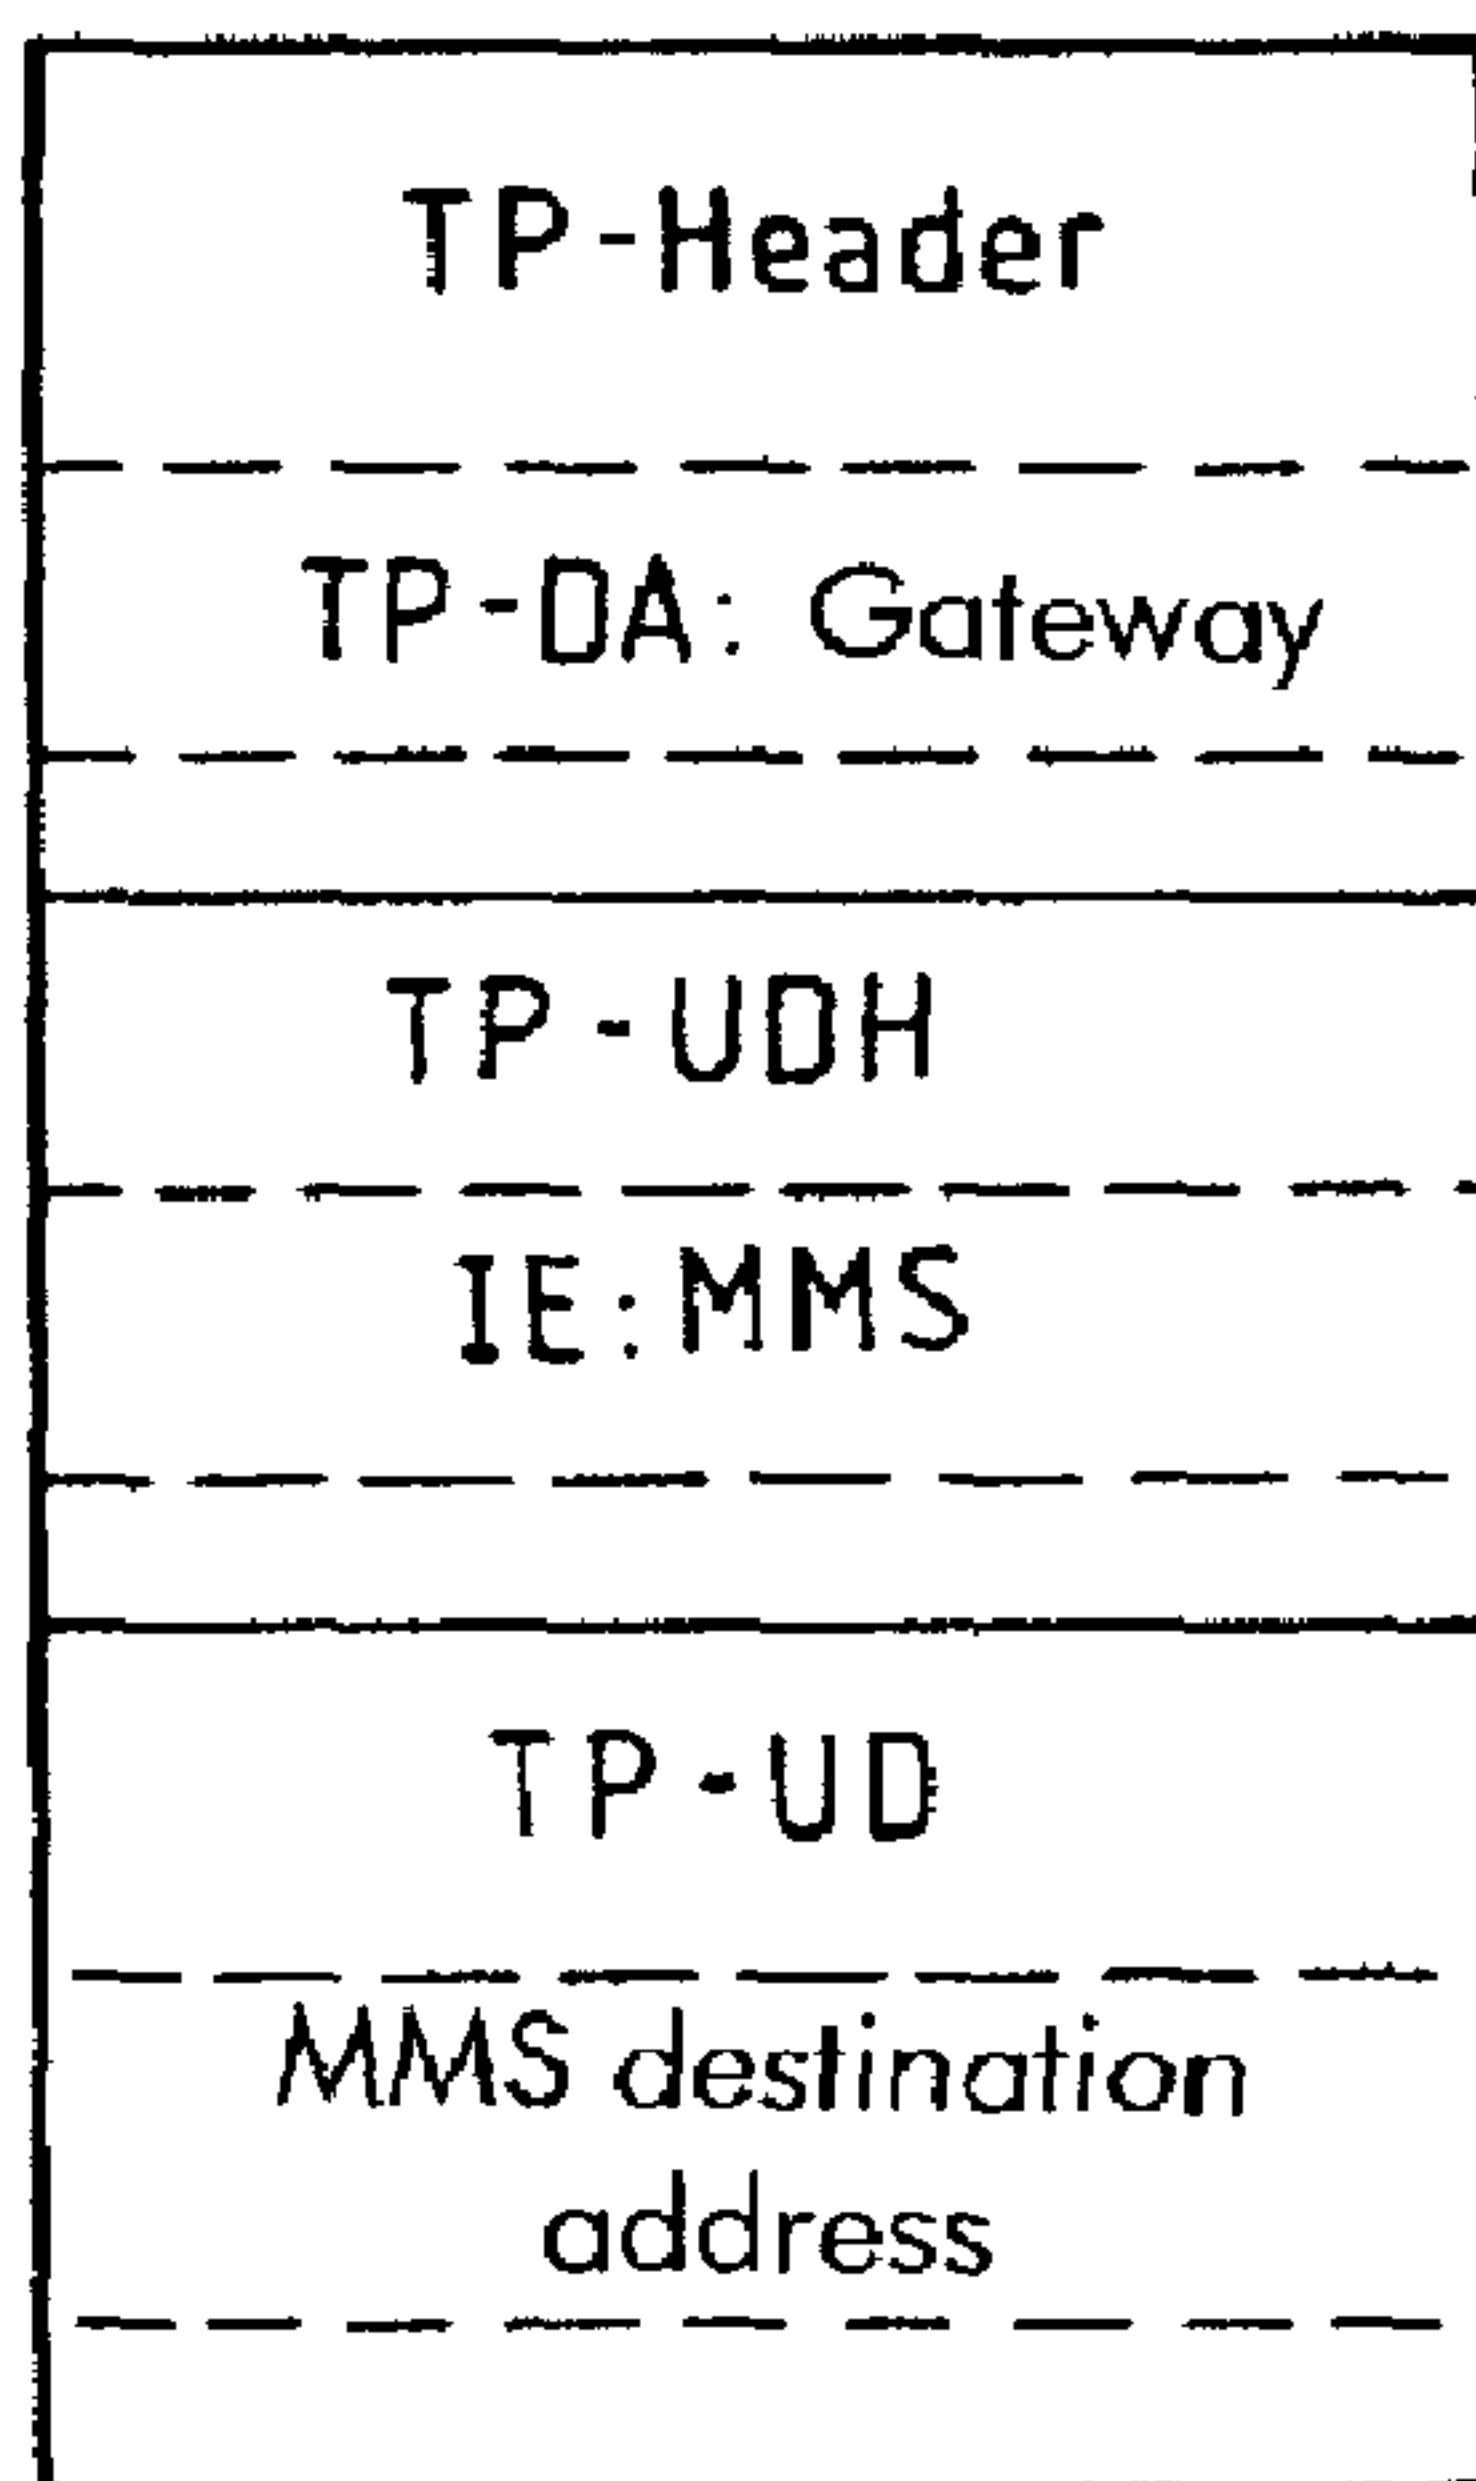 TP-Header
TP-DA: Gateway
TP-UDH
IE:MMS
TP-UD
MMS destination
address